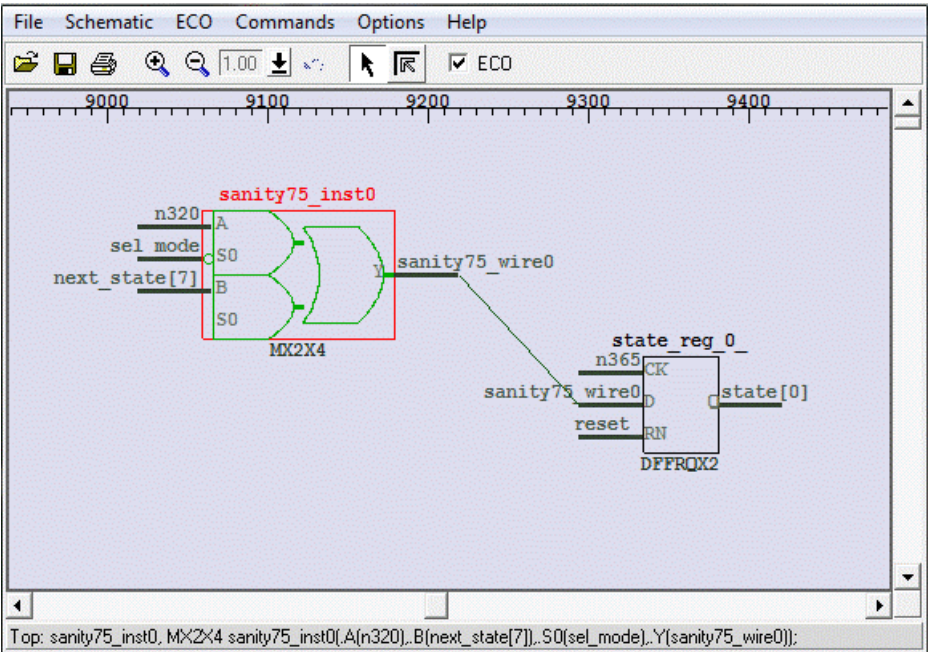 File Schematic ECO Commands Options Help
1.00 ECO
9000 9100 9200 9300 9400
sanity75_inst0
n320 A
sel_mode S0
next_state[7] B
S0
Y sanity75_wire0
MX2X4
state_reg_0_
n365 CK
sanity75_wire0 D Q state[0]
reset RN
DFFRQX2
Top: sanity75_inst0, MX2X4 sanity75_inst0(.A(n320),.B(next_state[7]),.S0(sel_mode),.Y(sanity75_wire0));